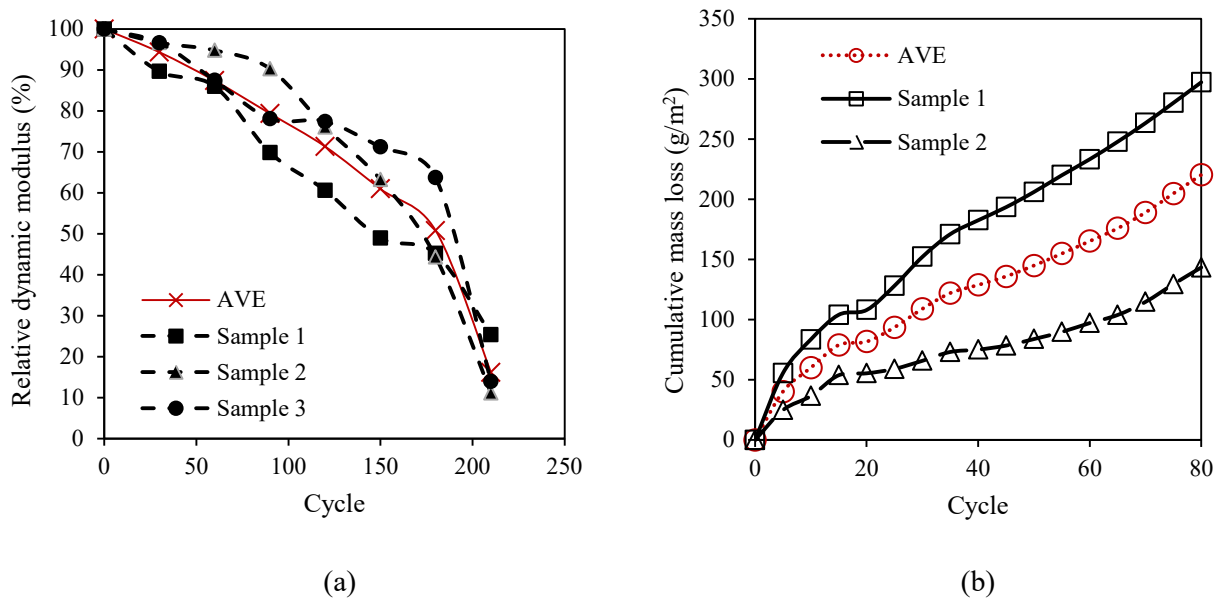 100
90
80
70
60
50
40
30
20
10
0
Relative dynamic modulus (%)
AVE
Sample 1
Sample 2
Sample 3
0 50 100 150 200 250
Cycle
(a)
350
300
250
200
150
100
50
0
Cumulative mass loss (g/m²)
AVE
Sample 1
Sample 2
0 20 40 60 80
Cycle
(b)